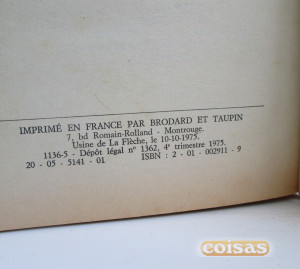 IMPRIMÉ EN FRANCE PAR BRODARD ET TAUPIN
7, bd Romain-Rolland - Montrouge.
Usine de La Flèche, le 10-10-1975.
1136-5 - Dépôt légal nº 1362, 4e trimestre 1975.
20 - 05 - 5141 - 01 ISBN : 2 - 01 - 002911 - 9
coisas